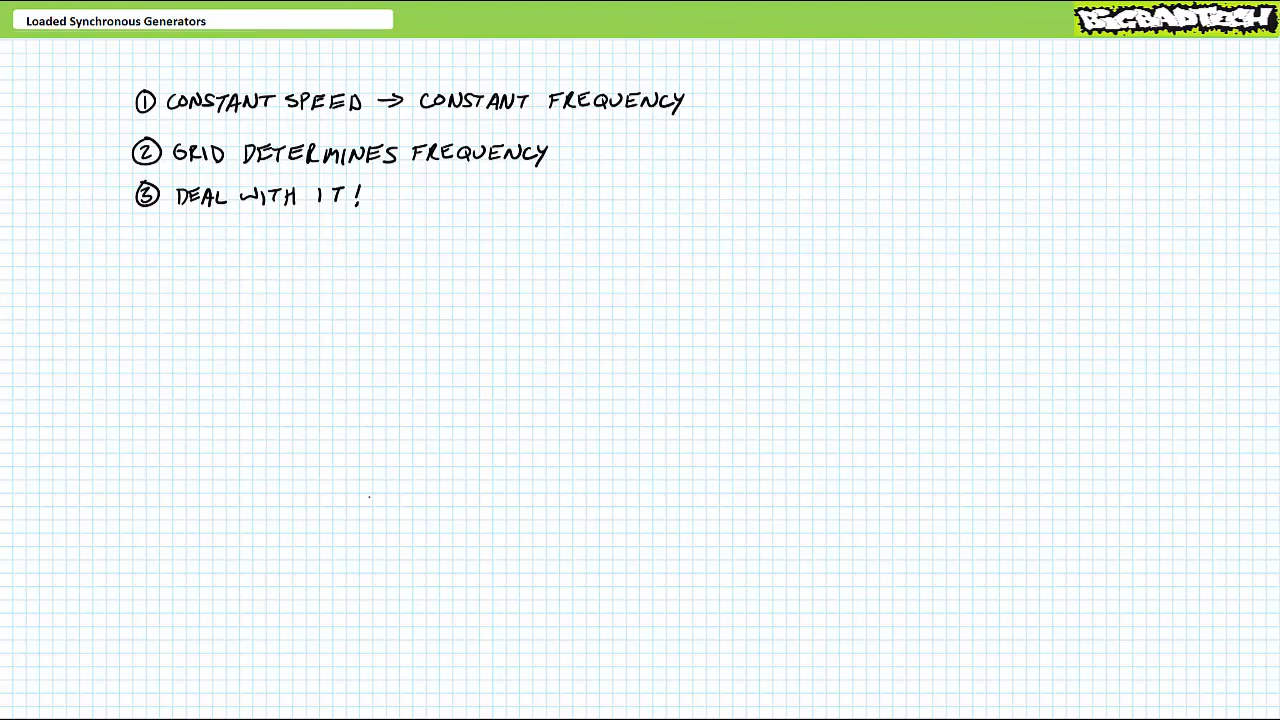 Loaded Synchronous Generators
BIGBADTECH
① CONSTANT SPEED → CONSTANT FREQUENCY
② GRID DETERMINES FREQUENCY
③ DEAL WITH IT!